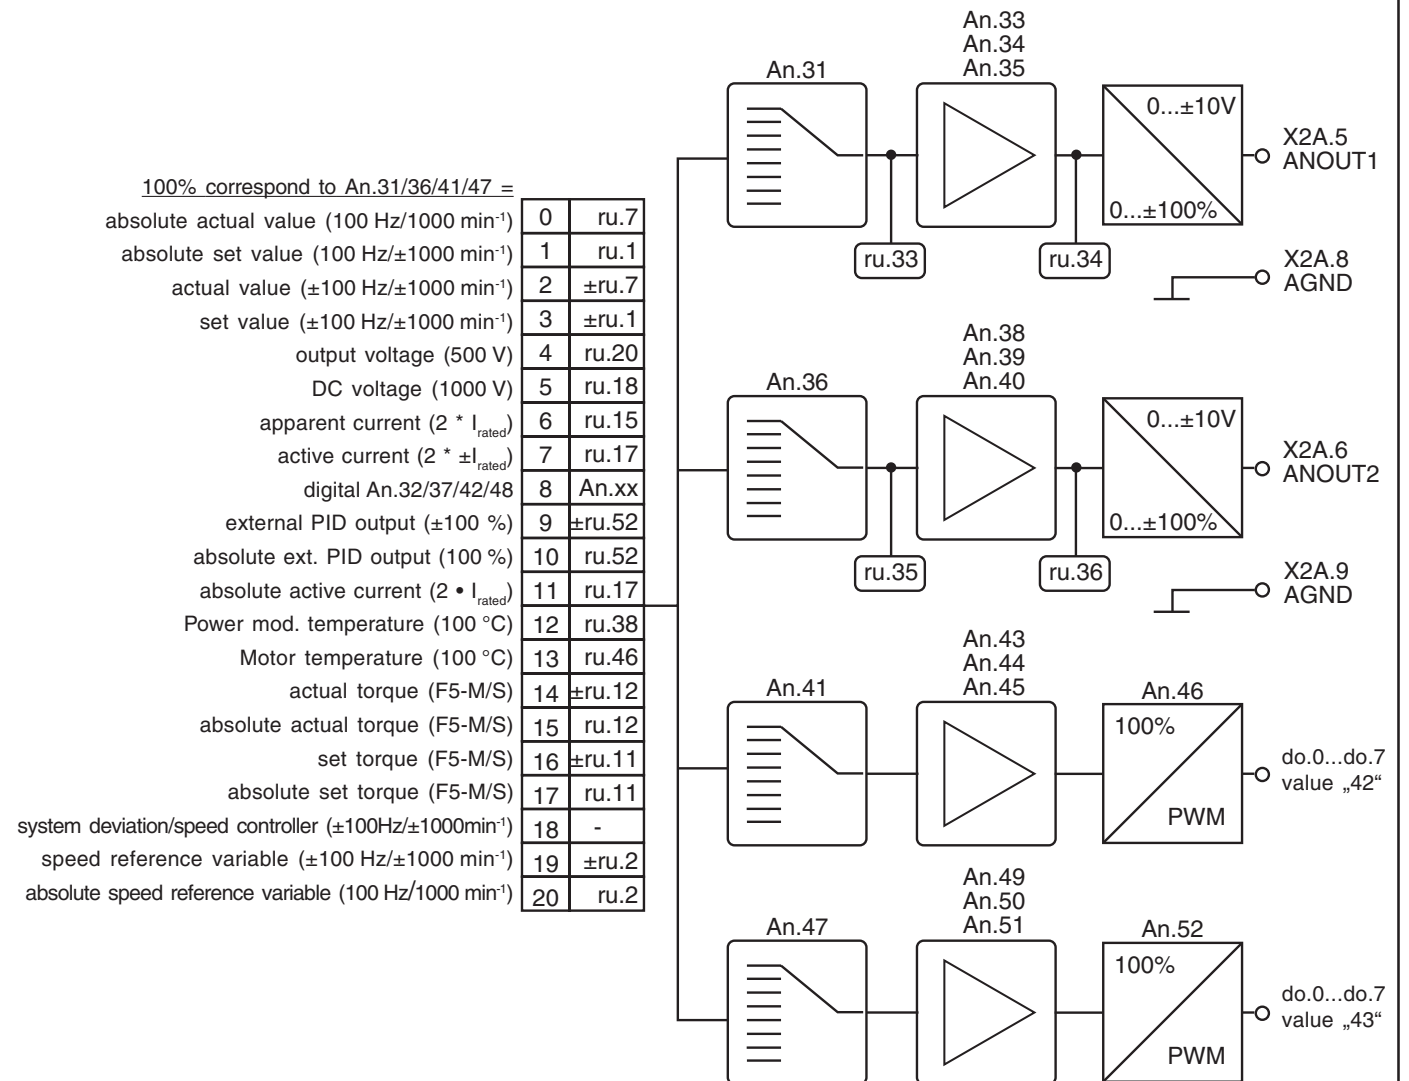 100% correspond to An.31/36/41/47 =
absolute actual value (100 Hz/1000 min⁻¹) 0 ru.7
absolute set value (100 Hz/±1000 min⁻¹) 1 ru.1
actual value (±100 Hz/±1000 min⁻¹) 2 ±ru.7
set value (±100 Hz/±1000 min⁻¹) 3 ±ru.1
output voltage (500 V) 4 ru.20
DC voltage (1000 V) 5 ru.18
apparent current (2 * Irated) 6 ru.15
active current (2 * ±Irated) 7 ru.17
digital An.32/37/42/48 8 An.xx
external PID output (±100 %) 9 ±ru.52
absolute ext. PID output (100 %) 10 ru.52
absolute active current (2 • Irated) 11 ru.17
Power mod. temperature (100 °C) 12 ru.38
Motor temperature (100 °C) 13 ru.46
actual torque (F5-M/S) 14 ±ru.12
absolute actual torque (F5-M/S) 15 ru.12
set torque (F5-M/S) 16 ±ru.11
absolute set torque (F5-M/S) 17 ru.11
system deviation/speed controller (±100Hz/±1000min⁻¹) 18 -
speed reference variable (±100 Hz/±1000 min⁻¹) 19 ±ru.2
absolute speed reference variable (100 Hz/1000 min⁻¹) 20 ru.2
An.31
An.33
An.34
An.35
0...±10V
0...±100%
X2A.5
ANOUT1
ru.33
ru.34
X2A.8
AGND
An.36
An.38
An.39
An.40
0...±10V
0...±100%
X2A.6
ANOUT2
ru.35
ru.36
X2A.9
AGND
An.41
An.43
An.44
An.45
An.46
100%
PWM
do.0...do.7
value „42“
An.47
An.49
An.50
An.51
An.52
100%
PWM
do.0...do.7
value „43“